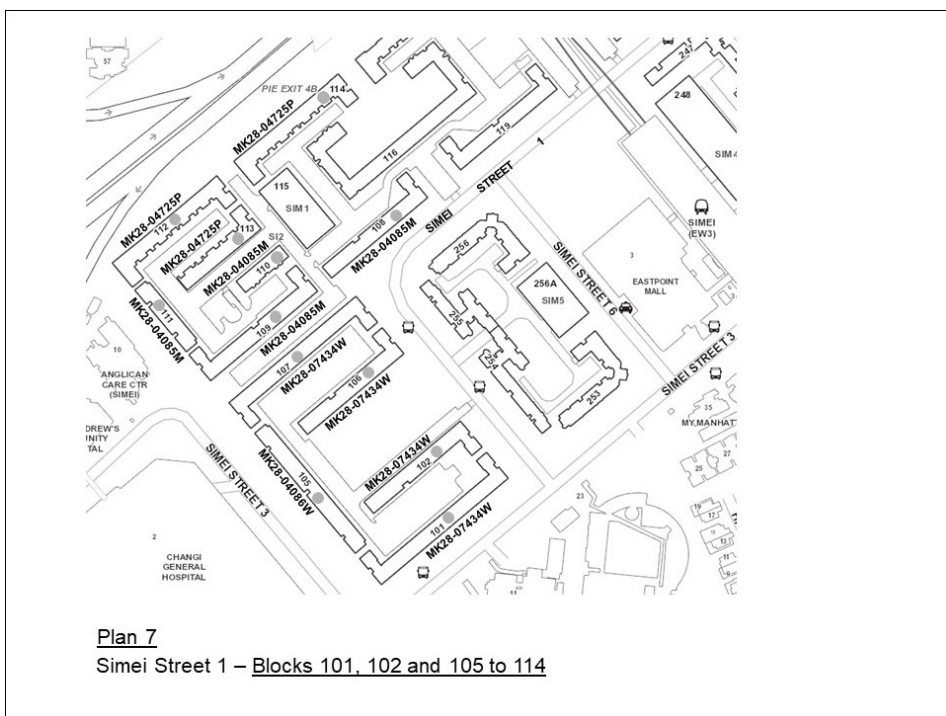 57
PIE EXIT 4B
114
MK28-04725P
247
248
SIM4
119
116
115
SIM 1
SIMEI STREET 1
108
MK28-04085M
MK28-04725P
112
MK28-04725P
113
SI2
MK28-04085M
110
111
MK28-04085M
109
MK28-04085M
256
256A
SIM5
255
254
253
SIMEI STREET 6
SIMEI
(EW3)
3
EASTPOINT
MALL
SIMEI STREET 3
10
ANGLICAN
CARE CTR
(SIMEI)
DREW'S
UNITY
TAL
107
MK28-07434W
106
MK28-07434W
MK28-07434W
102
105
MK28-04086W
101
MK28-07434W
SIMEI STREET 3
35
MY MANHAT
25
27
23
2
CHANGI
GENERAL
HOSPITAL
Plan 7
Simei Street 1 – Blocks 101, 102 and 105 to 114